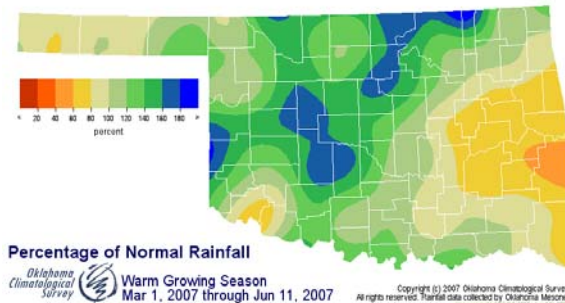 < 20 40 60 80 100 120 140 160 180 >
percent
Percentage of Normal Rainfall
Oklahoma
Climatological
Survey
Warm Growing Season
Mar 1, 2007 through Jun 11, 2007
Copyright (c) 2007 Oklahoma Climatological Surve
All rights reserved. Rainfall data collected by Oklahoma Mesone